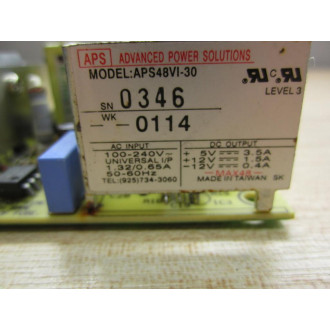 APS ADVANCED POWER SOLUTIONS
MODEL:APS48VI-30
SN 0346
LEVEL 3
WK 0114
AC INPUT
100-240V~
UNIVERSAL I/P
1.32/0.65A
50-60Hz
TEL:(925)734-3060
DC OUTPUT
+ 5V 3.5A
+12V 1.5A
-12V 0.4A
MAX48
MADE IN TAIWAN SK